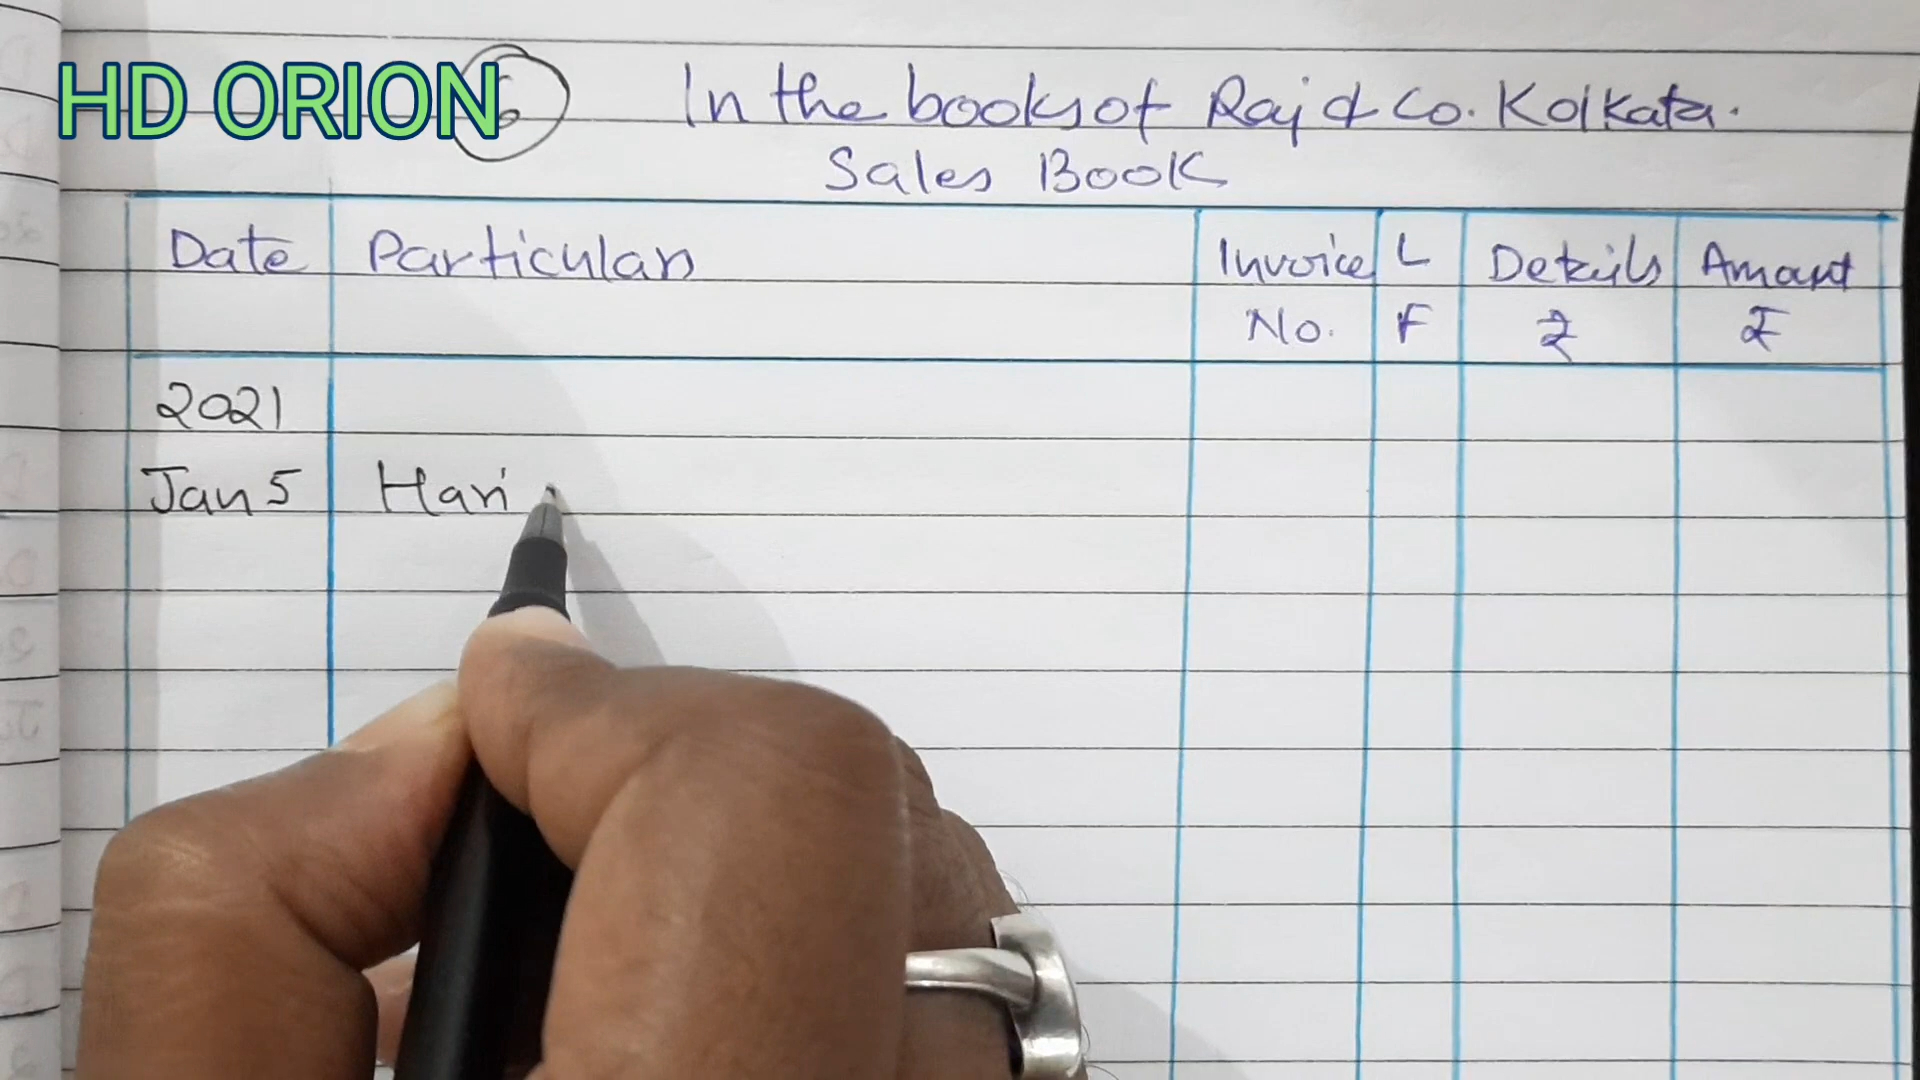 HD ORION
6 In the books of Raj & Co. Kolkata.
Sales Book
Date Particulars Invoice L Details Amount
No. F ₹ ₹
2021
Jan 5 Hari